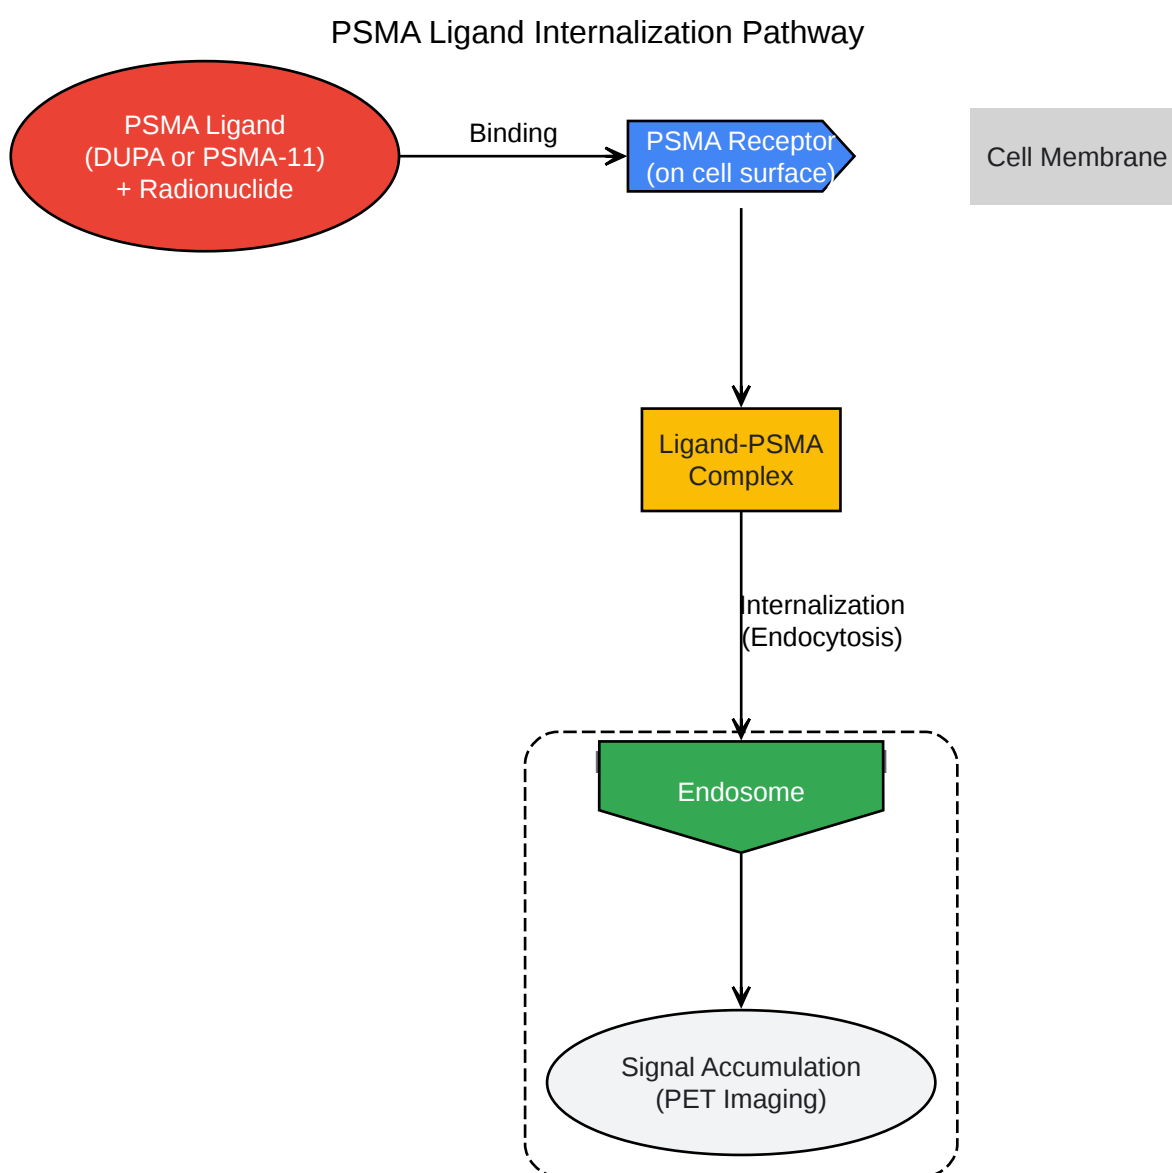 PSMA Ligand Internalization Pathway
PSMA Ligand
(DUPA or PSMA-11)
+ Radionuclide
Binding
PSMA Receptor
(on cell surface)
Cell Membrane
Ligand-PSMA
Complex
Internalization
(Endocytosis)
Endosome
Signal Accumulation
(PET Imaging)